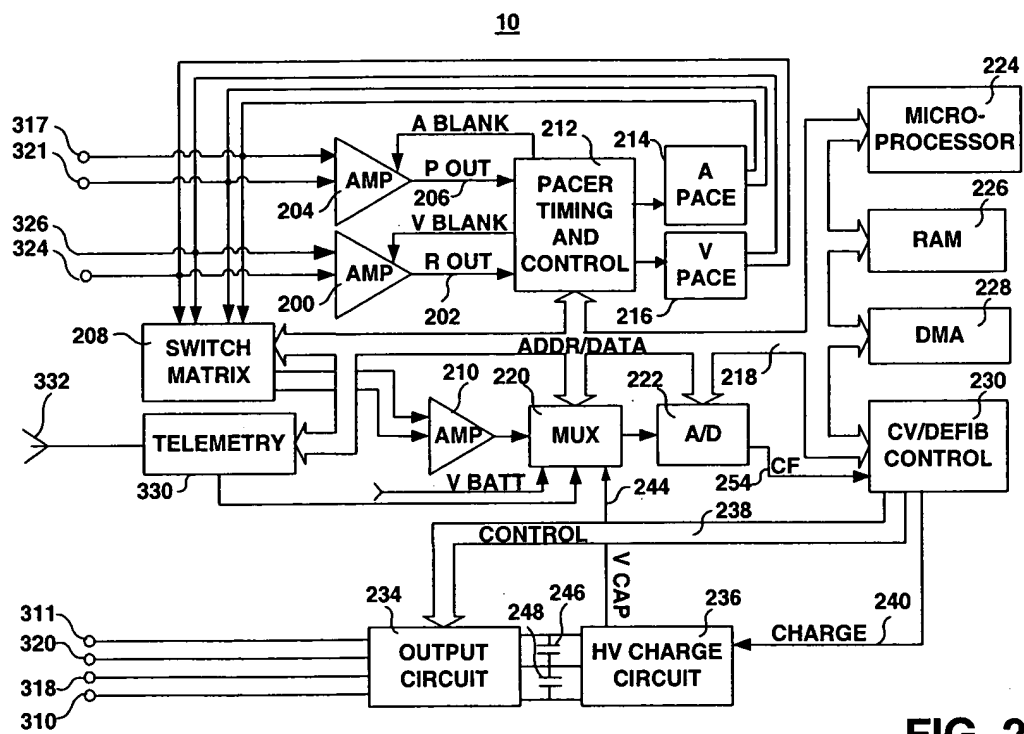 10
224
MICRO-
PROCESSOR
317
321
A BLANK
212
214
AMP
P OUT
204
206
PACER
TIMING
AND
CONTROL
A
PACE
226
RAM
326
324
V BLANK
AMP
R OUT
200
202
V
PACE
216
228
DMA
208
SWITCH
MATRIX
ADDR/DATA
218
210
220
222
230
332
TELEMETRY
AMP
MUX
A/D
CV/DEFIB
CONTROL
330
V BATT
244
254
CF
238
CONTROL
V CAP
234
248
246
236
240
311
320
318
310
OUTPUT
CIRCUIT
HV CHARGE
CIRCUIT
CHARGE
FIG. 2